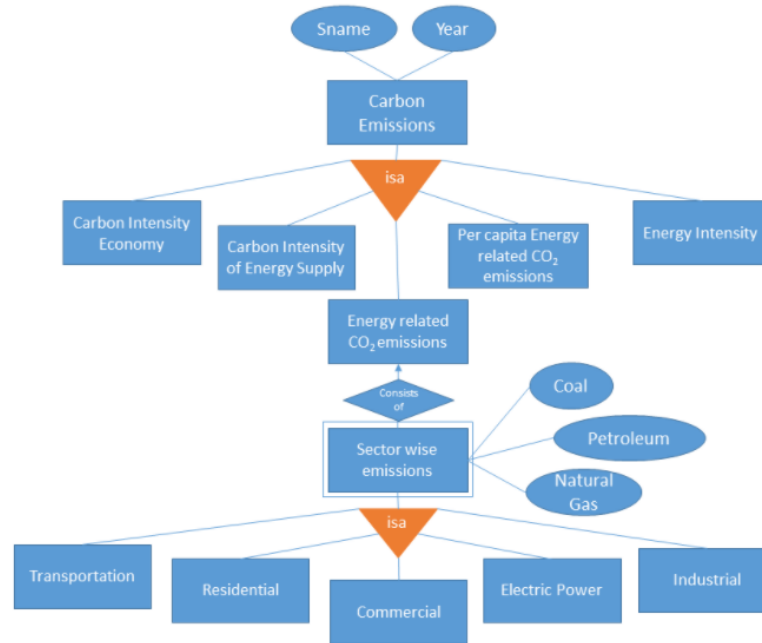 Sname
Year
Carbon
Emissions
isa
Carbon Intensity
Economy
Carbon Intensity
of Energy Supply
Per capita Energy
related CO₂
emissions
Energy Intensity
Energy related
CO₂ emissions
Consists
of
Coal
Sector wise
emissions
Petroleum
Natural
Gas
isa
Transportation
Residential
Commercial
Electric Power
Industrial